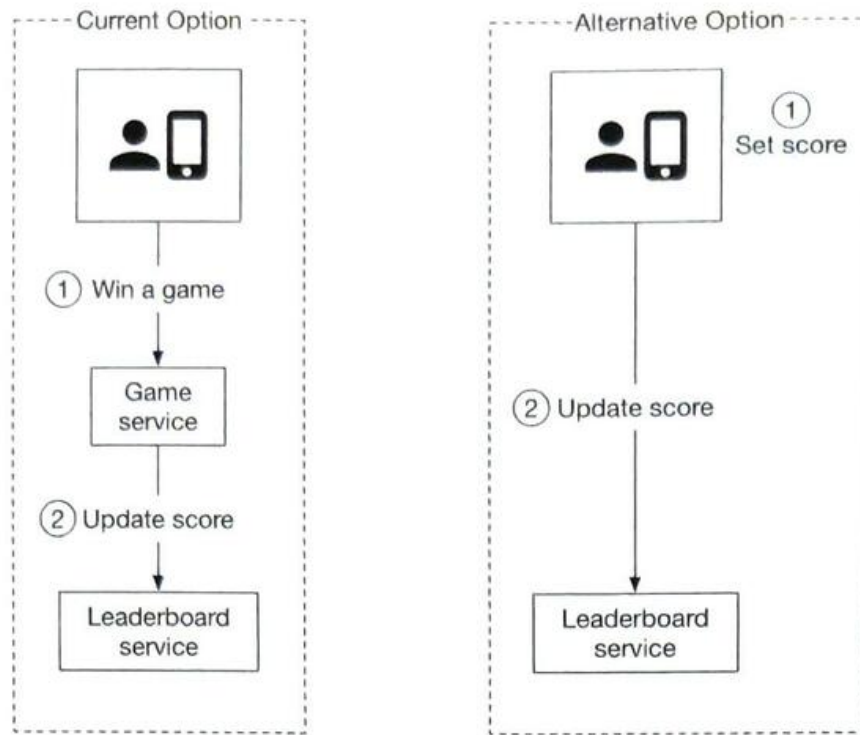 Current Option
1
Win a game
Game
service
2
Update score
Leaderboard
service
Alternative Option
1
Set score
2
Update score
Leaderboard
service